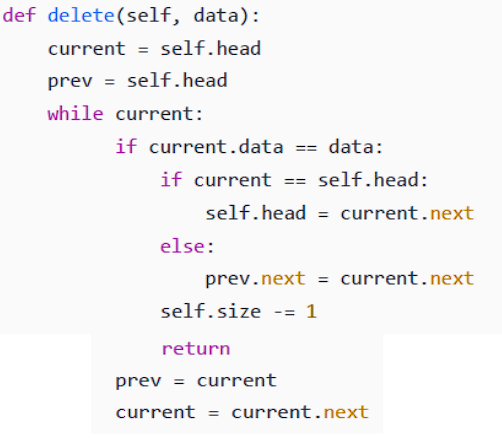 def delete(self, data):
    current = self.head
    prev = self.head
    while current:
          if current.data == data:
              if current == self.head:
                  self.head = current.next
              else:
                  prev.next = current.next
              self.size -= 1
              return
          prev = current
          current = current.next